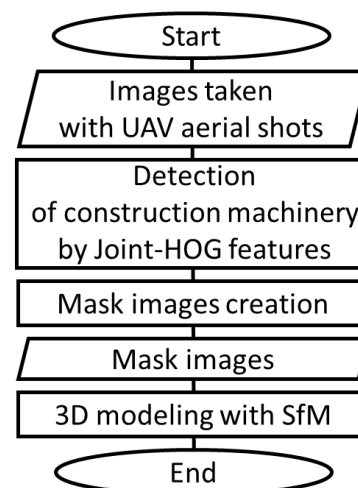 Start
Images taken
with UAV aerial shots
Detection
of construction machinery
by Joint-HOG features
Mask images creation
Mask images
3D modeling with SfM
End